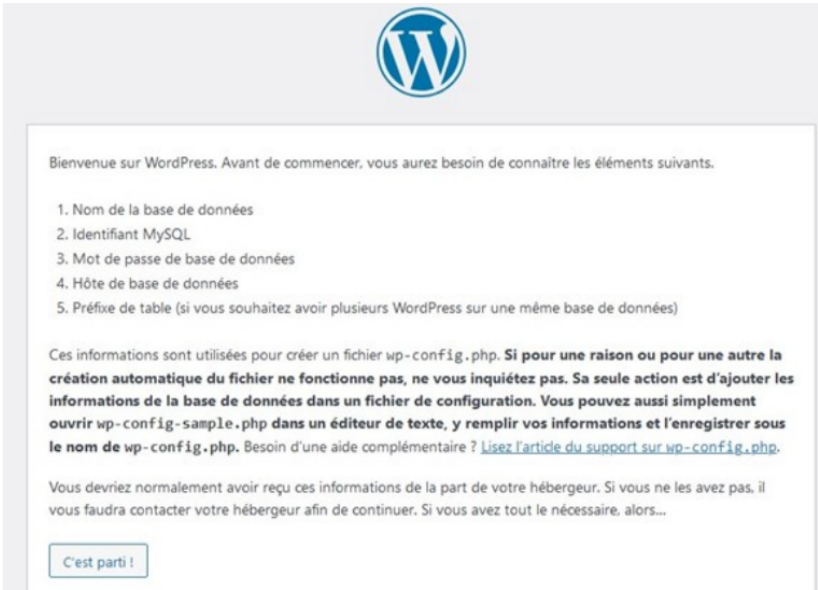 Bienvenue sur WordPress. Avant de commencer, vous aurez besoin de connaître les éléments suivants.
1. Nom de la base de données
2. Identifiant MySQL
3. Mot de passe de base de données
4. Hôte de base de données
5. Préfixe de table (si vous souhaitez avoir plusieurs WordPress sur une même base de données)
Ces informations sont utilisées pour créer un fichier wp-config.php. Si pour une raison ou pour une autre la
création automatique du fichier ne fonctionne pas, ne vous inquiétez pas. Sa seule action est d'ajouter les
informations de la base de données dans un fichier de configuration. Vous pouvez aussi simplement
ouvrir wp-config-sample.php dans un éditeur de texte, y remplir vos informations et l'enregistrer sous
le nom de wp-config.php. Besoin d'une aide complémentaire ? Lisez l'article du support sur wp-config.php.
Vous devriez normalement avoir reçu ces informations de la part de votre hébergeur. Si vous ne les avez pas, il
vous faudra contacter votre hébergeur afin de continuer. Si vous avez tout le nécessaire, alors...
C'est parti !